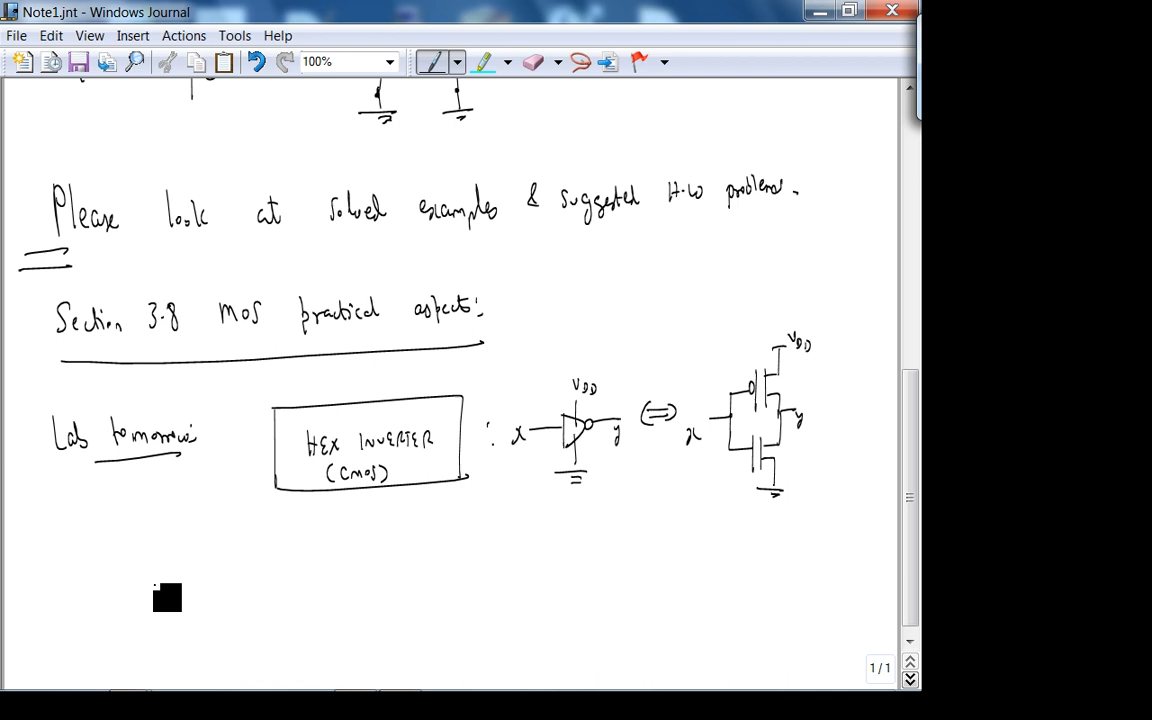 Note1.jnt - Windows Journal
File Edit View Insert Actions Tools Help
100%
Please look at solved examples & suggested H.W problems.
Section 3.8 MOS practical aspects:
Lab tomorrow:
HEX INVERTER
(CMOS)
:
x
VDD
y
⇔
x
VDD
y
1/1